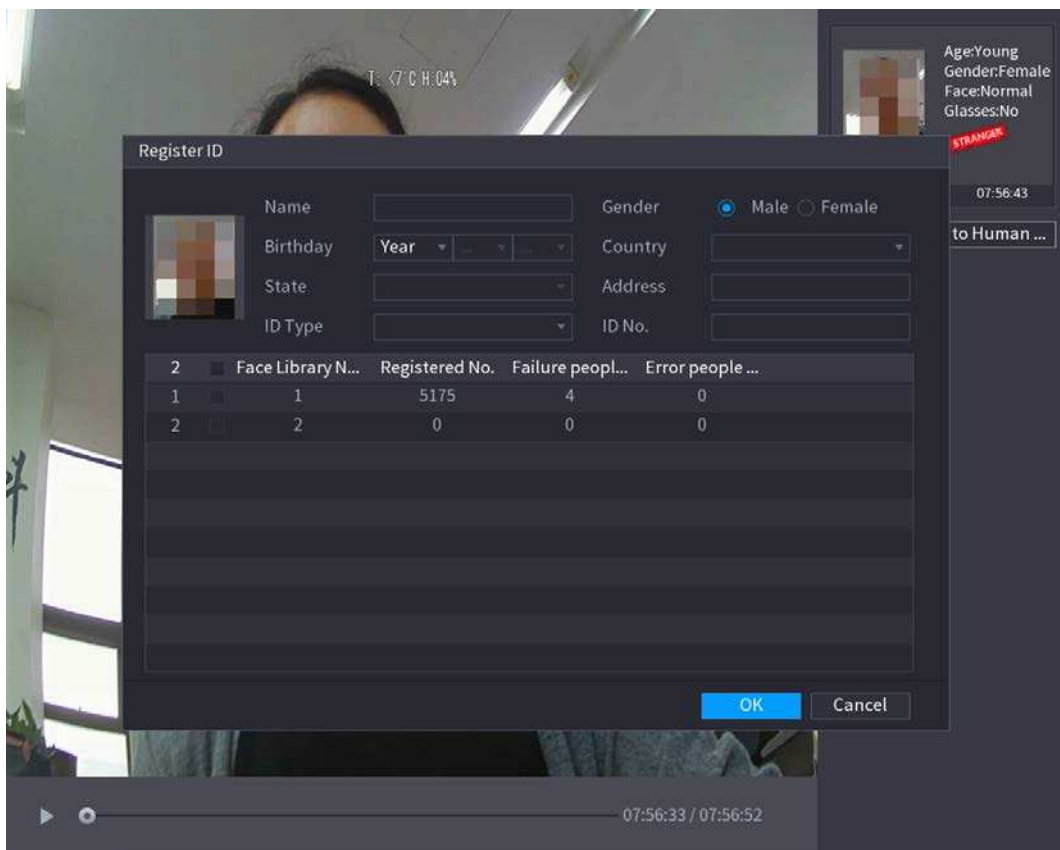 T: <7°C H:04%
Age:Young
Gender:Female
Face:Normal
Glasses:No
STRANGER
07:56:43
to Human ...
Register ID
Name
Gender
Male
Female
Birthday
Year
...
...
Country
State
Address
ID Type
ID No.
2 Face Library N... Registered No. Failure peopl... Error people ...
1 1 5175 4 0
2 2 0 0 0
OK
Cancel
07:56:33 / 07:56:52